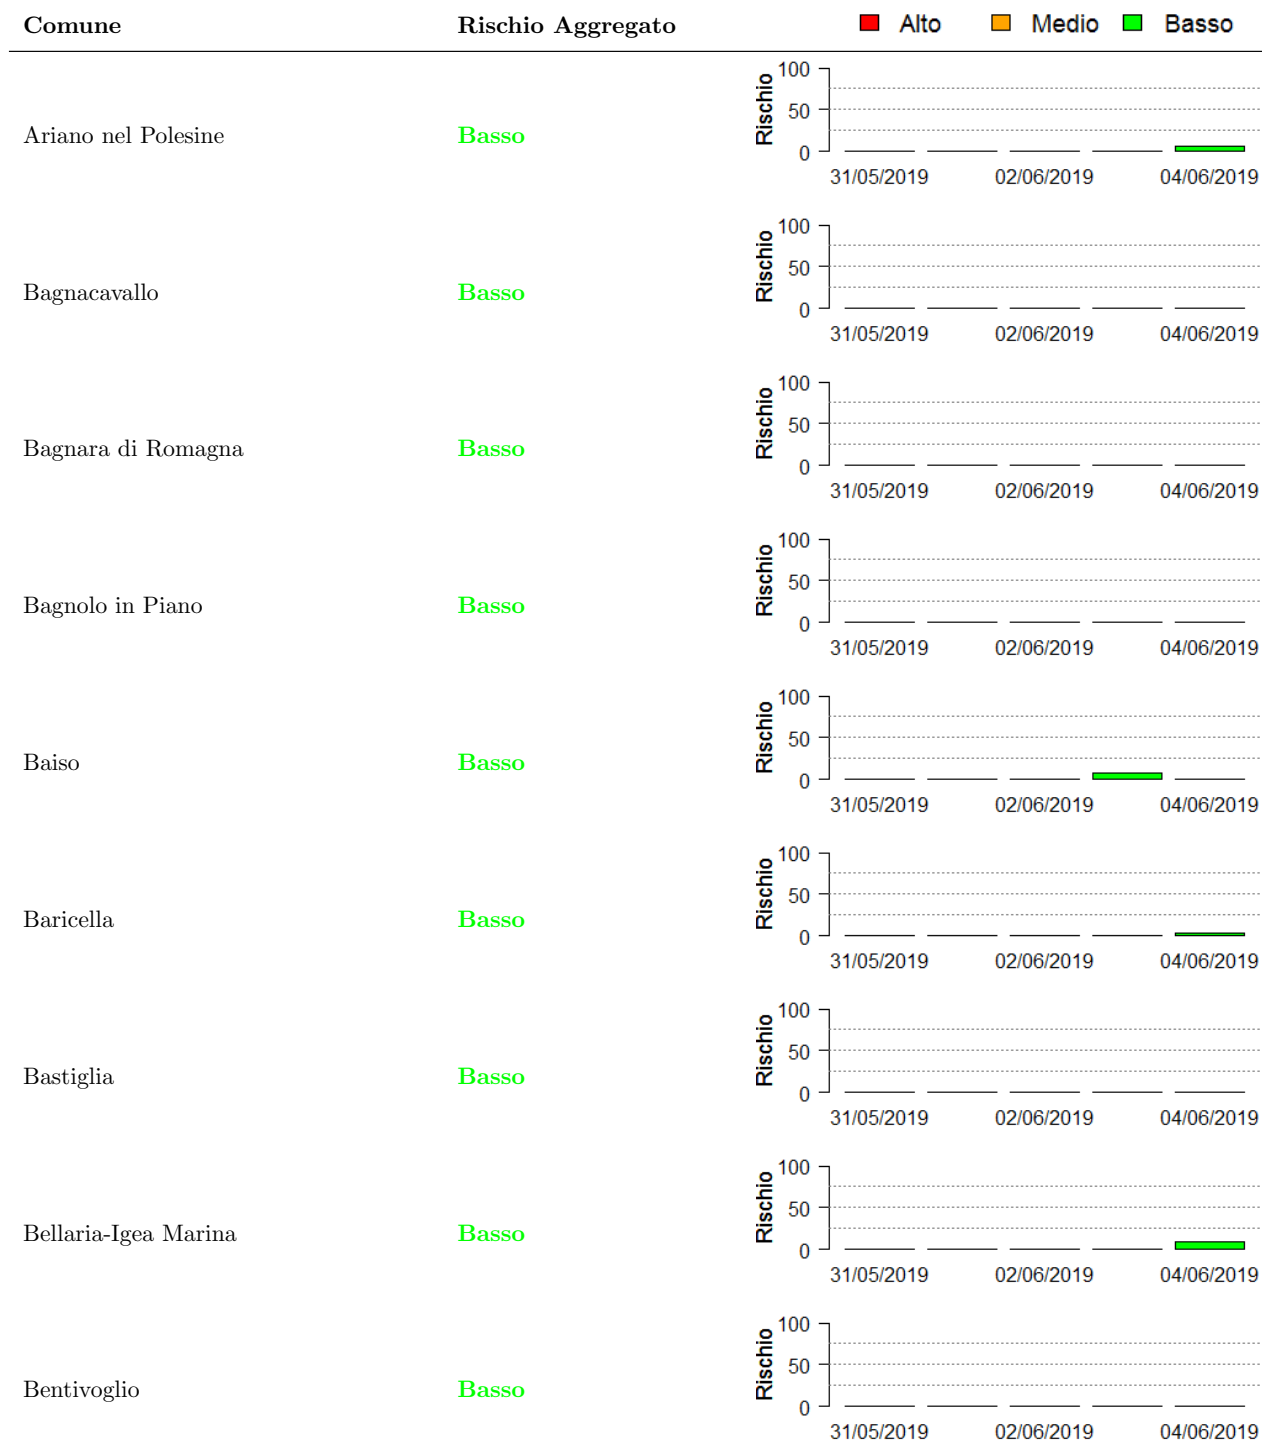 Comune Rischio Aggregato Alto Medio Basso
100
Rischio
50
Ariano nel Polesine Basso
0
31/05/2019 02/06/2019 04/06/2019
100
Rischio
50
Bagnacavallo Basso
0
31/05/2019 02/06/2019 04/06/2019
100
Rischio
50
Bagnara di Romagna Basso
0
31/05/2019 02/06/2019 04/06/2019
100
Rischio
50
Bagnolo in Piano Basso
0
31/05/2019 02/06/2019 04/06/2019
100
Rischio
50
Baiso Basso
0
31/05/2019 02/06/2019 04/06/2019
100
Rischio
50
Baricella Basso
0
31/05/2019 02/06/2019 04/06/2019
100
Rischio
50
Bastiglia Basso
0
31/05/2019 02/06/2019 04/06/2019
100
Rischio
50
Bellaria-Igea Marina Basso
0
31/05/2019 02/06/2019 04/06/2019
100
Rischio
50
Bentivoglio Basso
0
31/05/2019 02/06/2019 04/06/2019